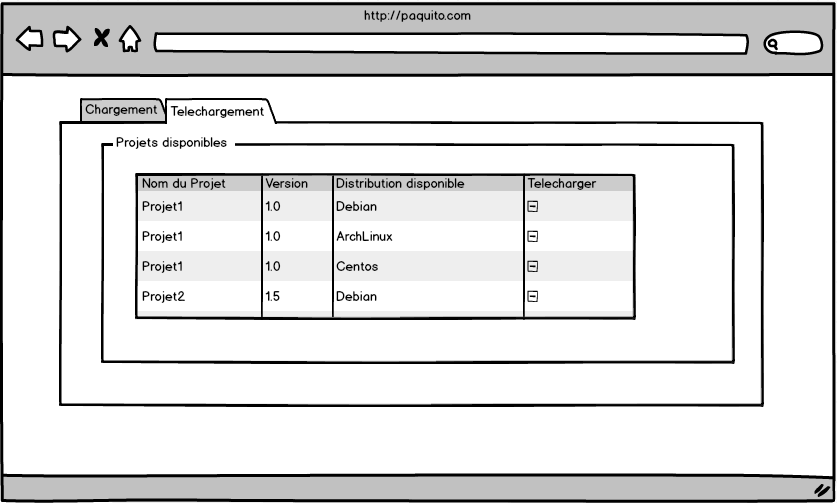 http://paquito.com
Chargement Telechargement
Projets disponibles
Nom du Projet Version Distribution disponible Telecharger
Projet1 1.0 Debian
Projet1 1.0 ArchLinux
Projet1 1.0 Centos
Projet2 1.5 Debian